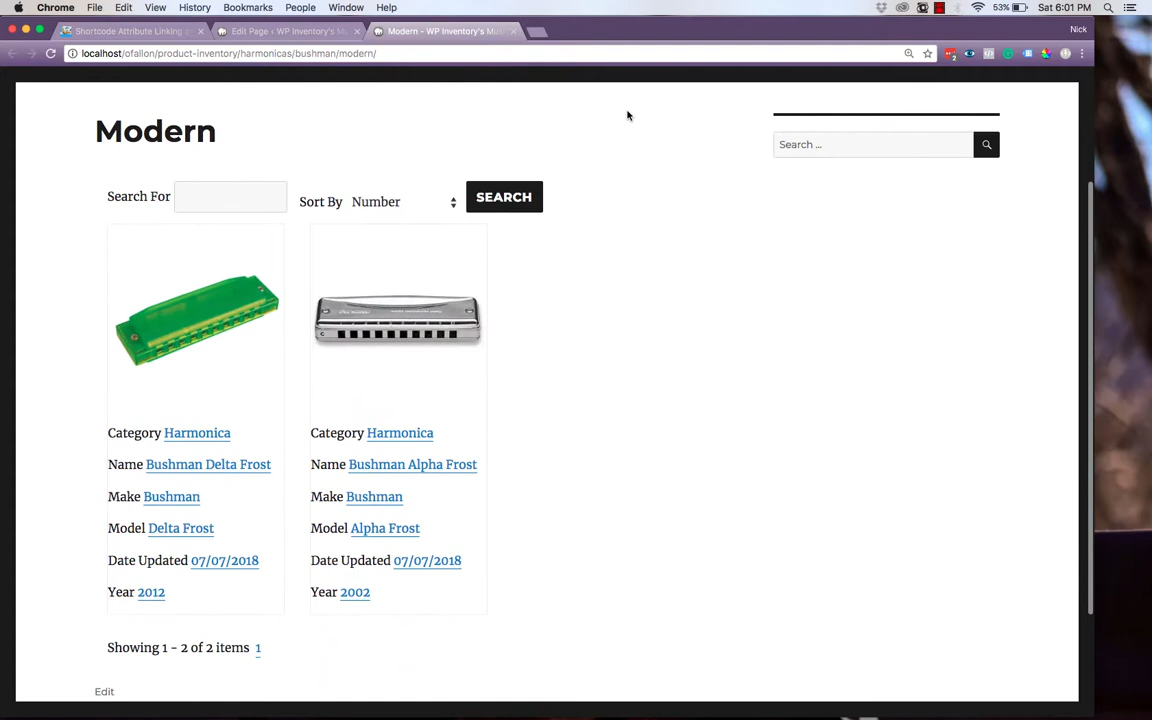 Chrome File Edit View History Bookmarks People Window Help 53% Sat 6:01 PM
Shortcode Attribute Linking Edit Page ‹ WP Inventory's M Modern - WP Inventory's Mus Nick
localhost/ofallon/product-inventory/harmonicas/bushman/modern/
Modern
Search ...
Search For Sort By Number SEARCH
Category Harmonica
Name Bushman Delta Frost
Make Bushman
Model Delta Frost
Date Updated 07/07/2018
Year 2012
Category Harmonica
Name Bushman Alpha Frost
Make Bushman
Model Alpha Frost
Date Updated 07/07/2018
Year 2002
Showing 1 - 2 of 2 items 1
Edit